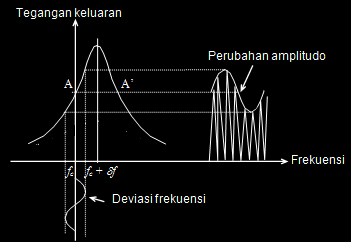 Tegangan keluaran
Perubahan amplitudo
A A'
Frekuensi
fc fc + δf
Deviasi frekuensi